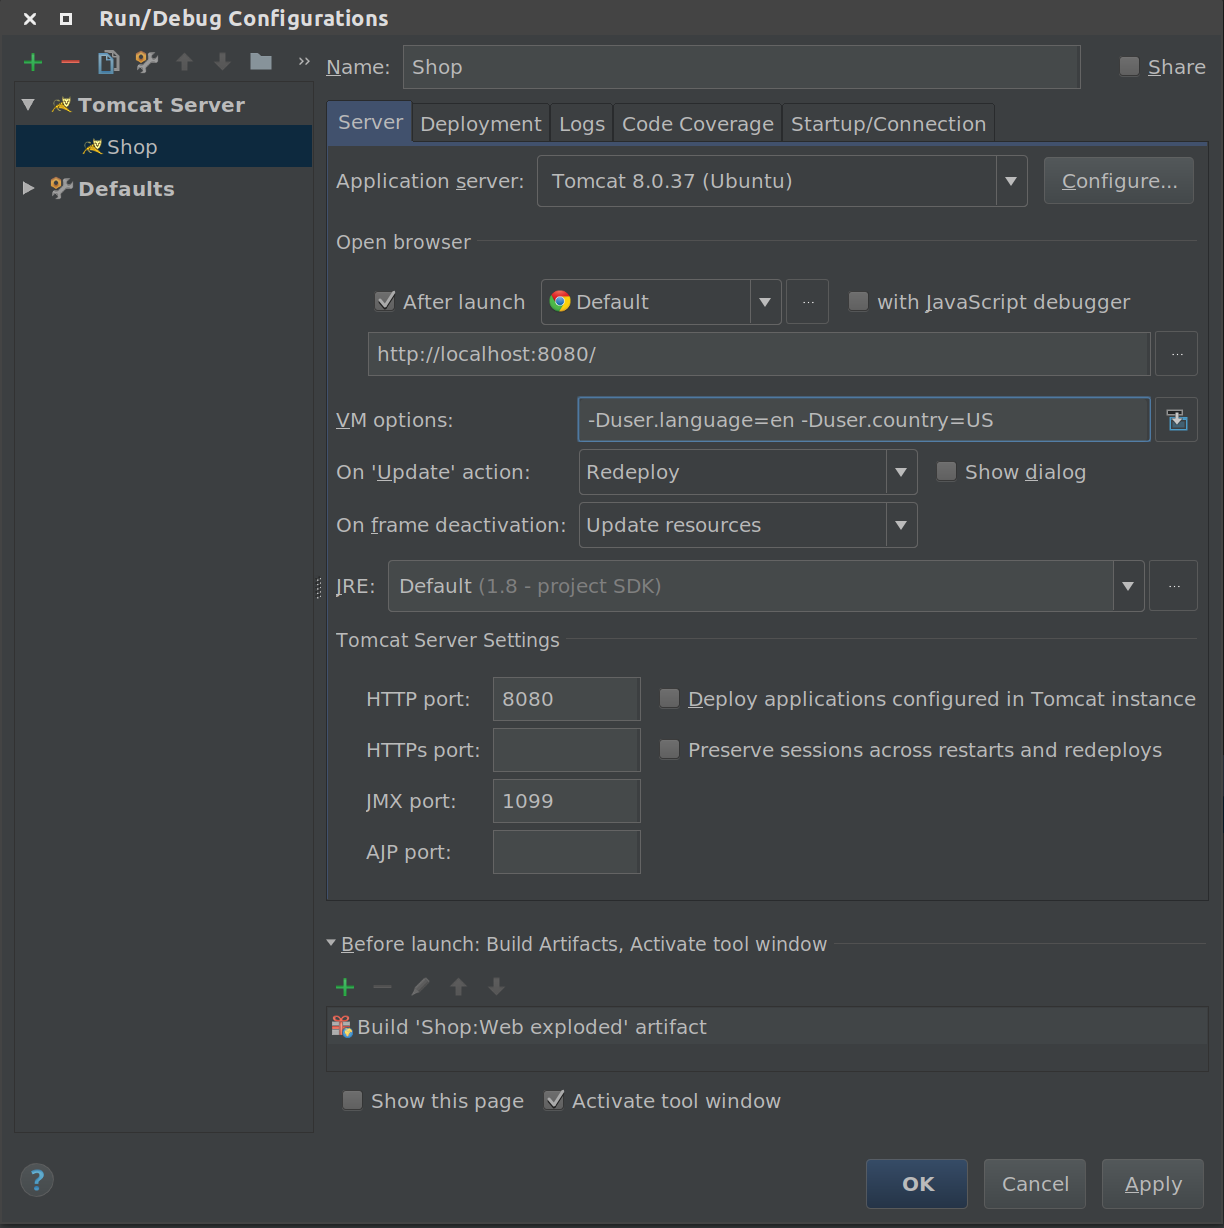 Run/Debug Configurations
Name: Shop Share
Tomcat Server
Shop
Defaults
Server Deployment Logs Code Coverage Startup/Connection
Application server: Tomcat 8.0.37 (Ubuntu) Configure...
Open browser
After launch Default ... with JavaScript debugger
http://localhost:8080/ ...
VM options: -Duser.language=en -Duser.country=US
On 'Update' action: Redeploy Show dialog
On frame deactivation: Update resources
JRE: Default (1.8 - project SDK) ...
Tomcat Server Settings
HTTP port: 8080 Deploy applications configured in Tomcat instance
HTTPs port: Preserve sessions across restarts and redeploys
JMX port: 1099
AJP port:
Before launch: Build Artifacts, Activate tool window
Build 'Shop:Web exploded' artifact
Show this page Activate tool window
? OK Cancel Apply